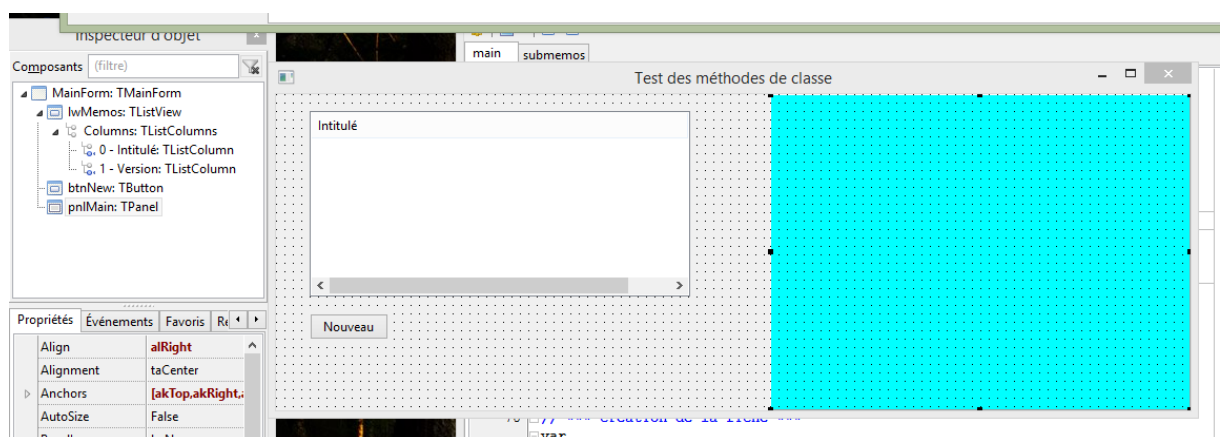 Inspecteur d'objet
main submemos
Composants (filtre)
Test des méthodes de classe
MainForm: TMainForm
lwMemos: TListView
Columns: TListColumns
0 - Intitulé: TListColumn
1 - Version: TListColumn
btnNew: TButton
pnlMain: TPanel
Intitulé
Nouveau
Propriétés Événements Favoris
Align alRight
Alignment taCenter
Anchors [akTop,akRight,
AutoSize False
var